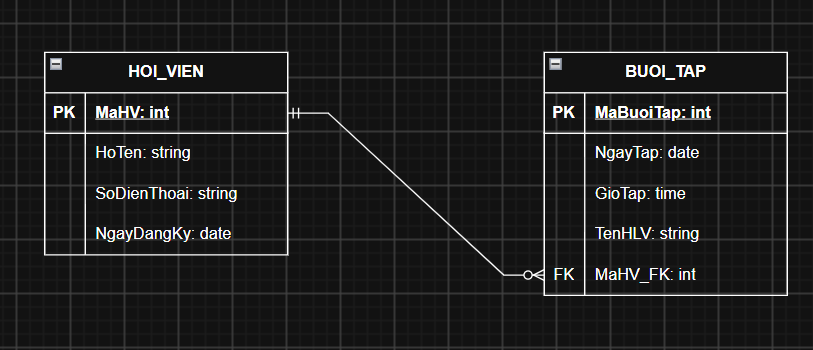 HOI_VIEN
PK MaHV: int
HoTen: string
SoDienThoai: string
NgayDangKy: date
BUOI_TAP
PK MaBuoiTap: int
NgayTap: date
GioTap: time
TenHLV: string
FK MaHV_FK: int